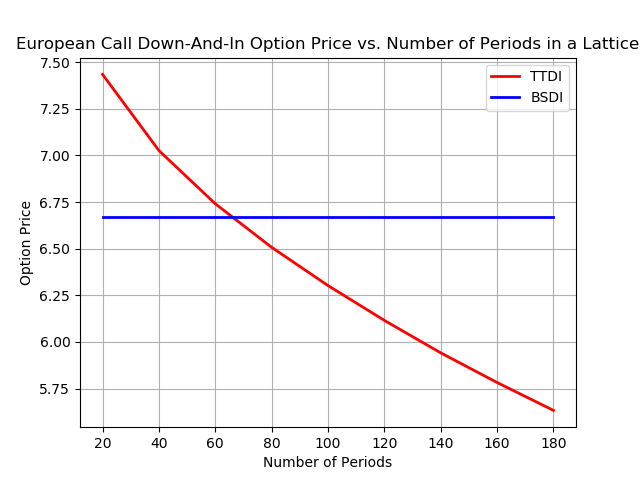 European Call Down-And-In Option Price vs. Number of Periods in a Lattice
7.50
7.25
7.00
6.75
6.50
6.25
6.00
5.75
Option Price
TTDI
BSDI
20 40 60 80 100 120 140 160 180
Number of Periods